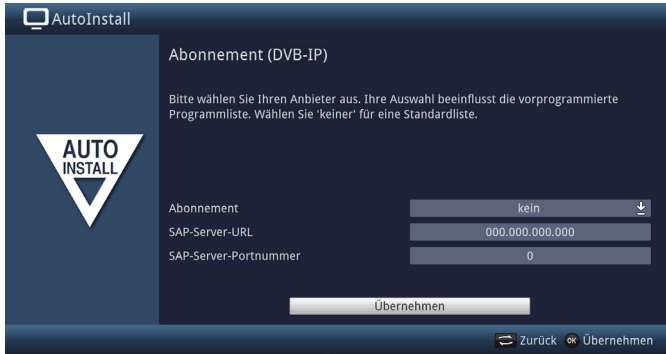 AutoInstall
Abonnement (DVB-IP)
Bitte wählen Sie Ihren Anbieter aus. Ihre Auswahl beeinflusst die vorprogrammierte
Programmliste. Wählen Sie 'keiner' für eine Standardliste.
AUTO
INSTALL
Abonnement kein
SAP-Server-URL 000.000.000.000
SAP-Server-Portnummer 0
Übernehmen
Zurück OK Übernehmen